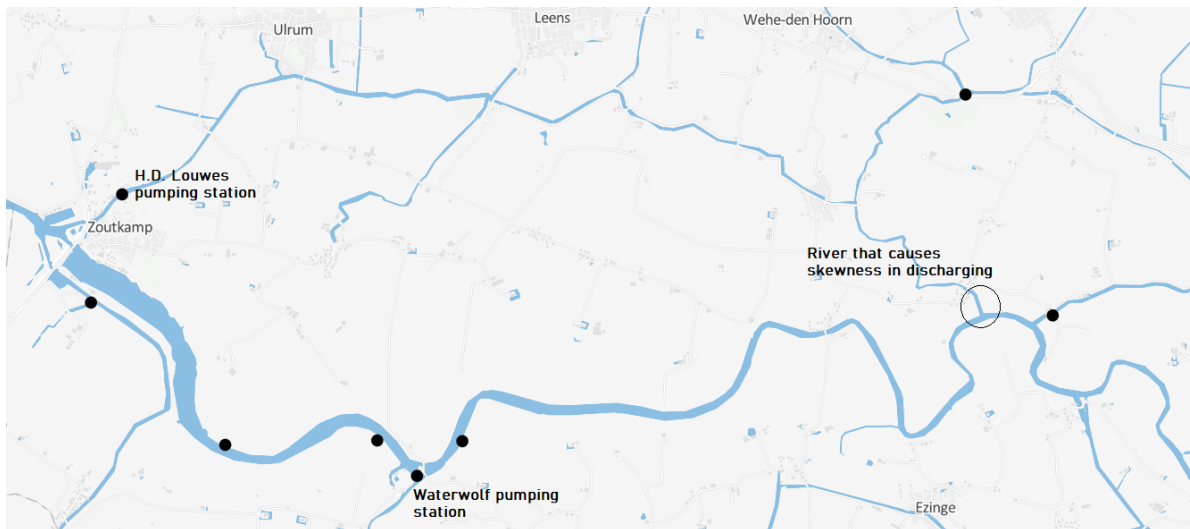 Ulrum
Leens
Wehe-den Hoorn
H.D. Louwes
pumping station
Zoutkamp
River that causes
skewness in discharging
Waterwolf pumping
station
Ezinge